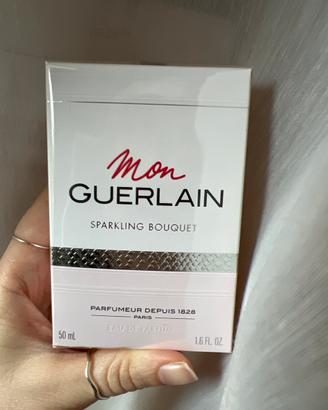 Mon
GUERLAIN
SPARKLING BOUQUET
PARFUMEUR DEPUIS 1828
PARIS
EAU DE PARFUM
50 mL 1.6 FL. OZ.